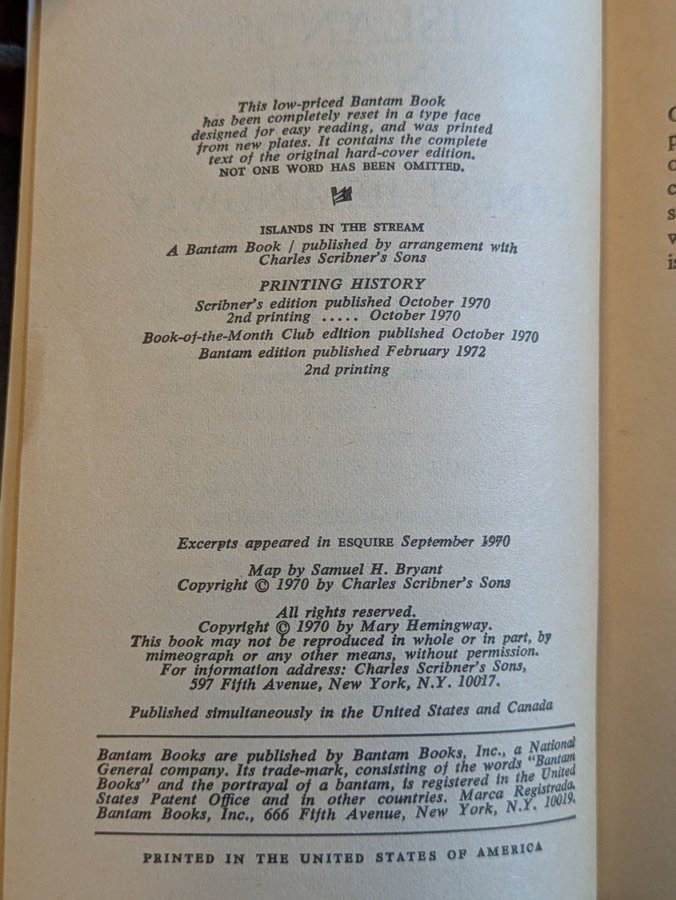 This low-priced Bantam Book
has been completely reset in a type face
designed for easy reading, and was printed
from new plates. It contains the complete
text of the original hard-cover edition.
NOT ONE WORD HAS BEEN OMITTED.
ISLANDS IN THE STREAM
A Bantam Book / published by arrangement with
Charles Scribner's Sons
PRINTING HISTORY
Scribner's edition published October 1970
2nd printing ..... October 1970
Book-of-the-Month Club edition published October 1970
Bantam edition published February 1972
2nd printing
Excerpts appeared in ESQUIRE September 1970
Map by Samuel H. Bryant
Copyright © 1970 by Charles Scribner's Sons
All rights reserved.
Copyright © 1970 by Mary Hemingway.
This book may not be reproduced in whole or in part, by
mimeograph or any other means, without permission.
For information address: Charles Scribner's Sons,
597 Fifth Avenue, New York, N.Y. 10017.
Published simultaneously in the United States and Canada
Bantam Books are published by Bantam Books, Inc., a National
General company. Its trade-mark, consisting of the words "Bantam
Books" and the portrayal of a bantam, is registered in the United
States Patent Office and in other countries. Marca Registrada.
Bantam Books, Inc., 666 Fifth Avenue, New York, N.Y. 10019.
PRINTED IN THE UNITED STATES OF AMERICA